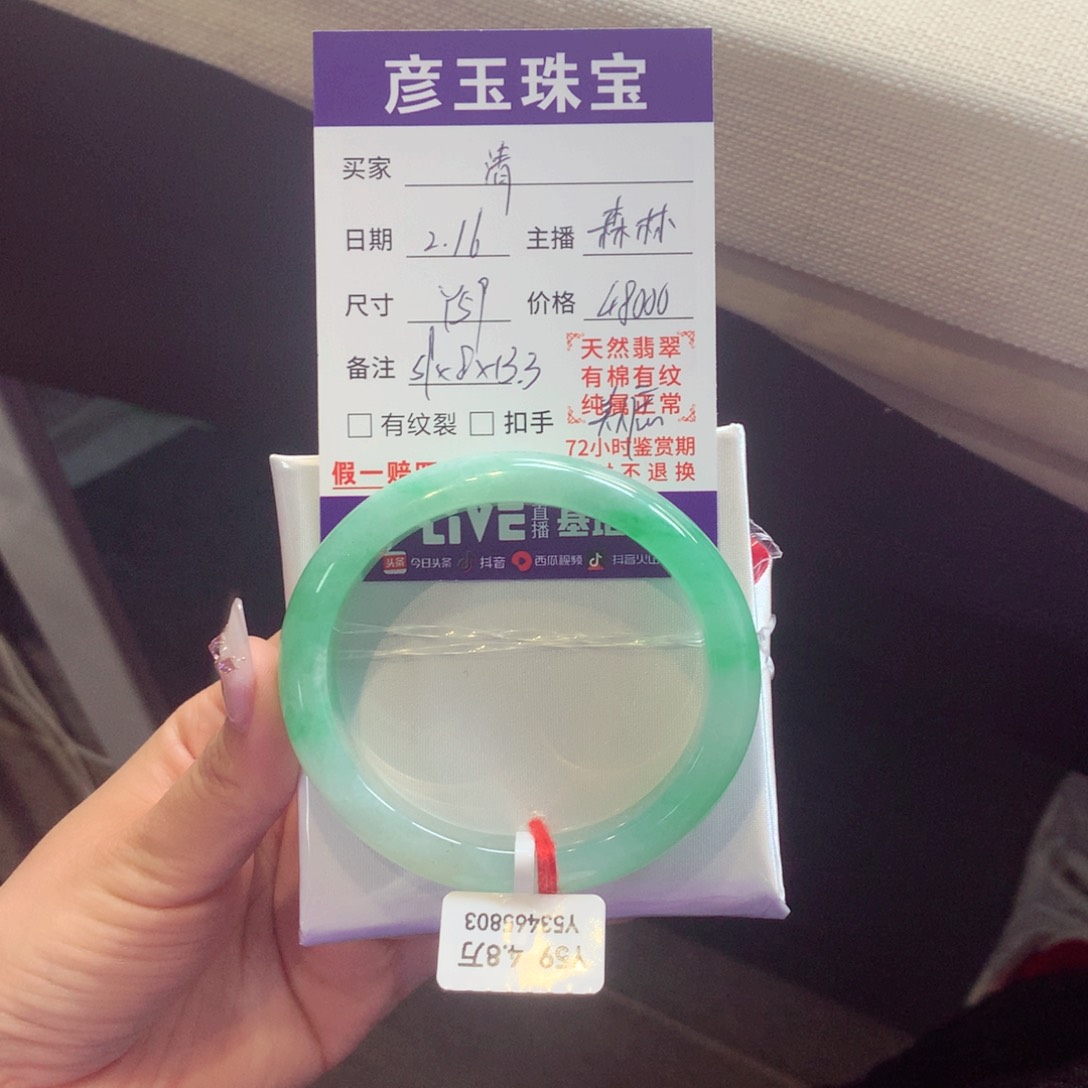 彦玉珠宝
买家 清
日期 2.16 主播 森林
尺寸 Y59 价格 48000
备注 59x8x13.3
天然翡翠
有棉有纹
纯属正常
□ 有纹裂 □ 扣手
72小时鉴赏期
假一赔
不退换
LIVE 直播 基地
头条 今日头条 抖音 西瓜视频 抖音火山
Y59 4.8万
Y53465803